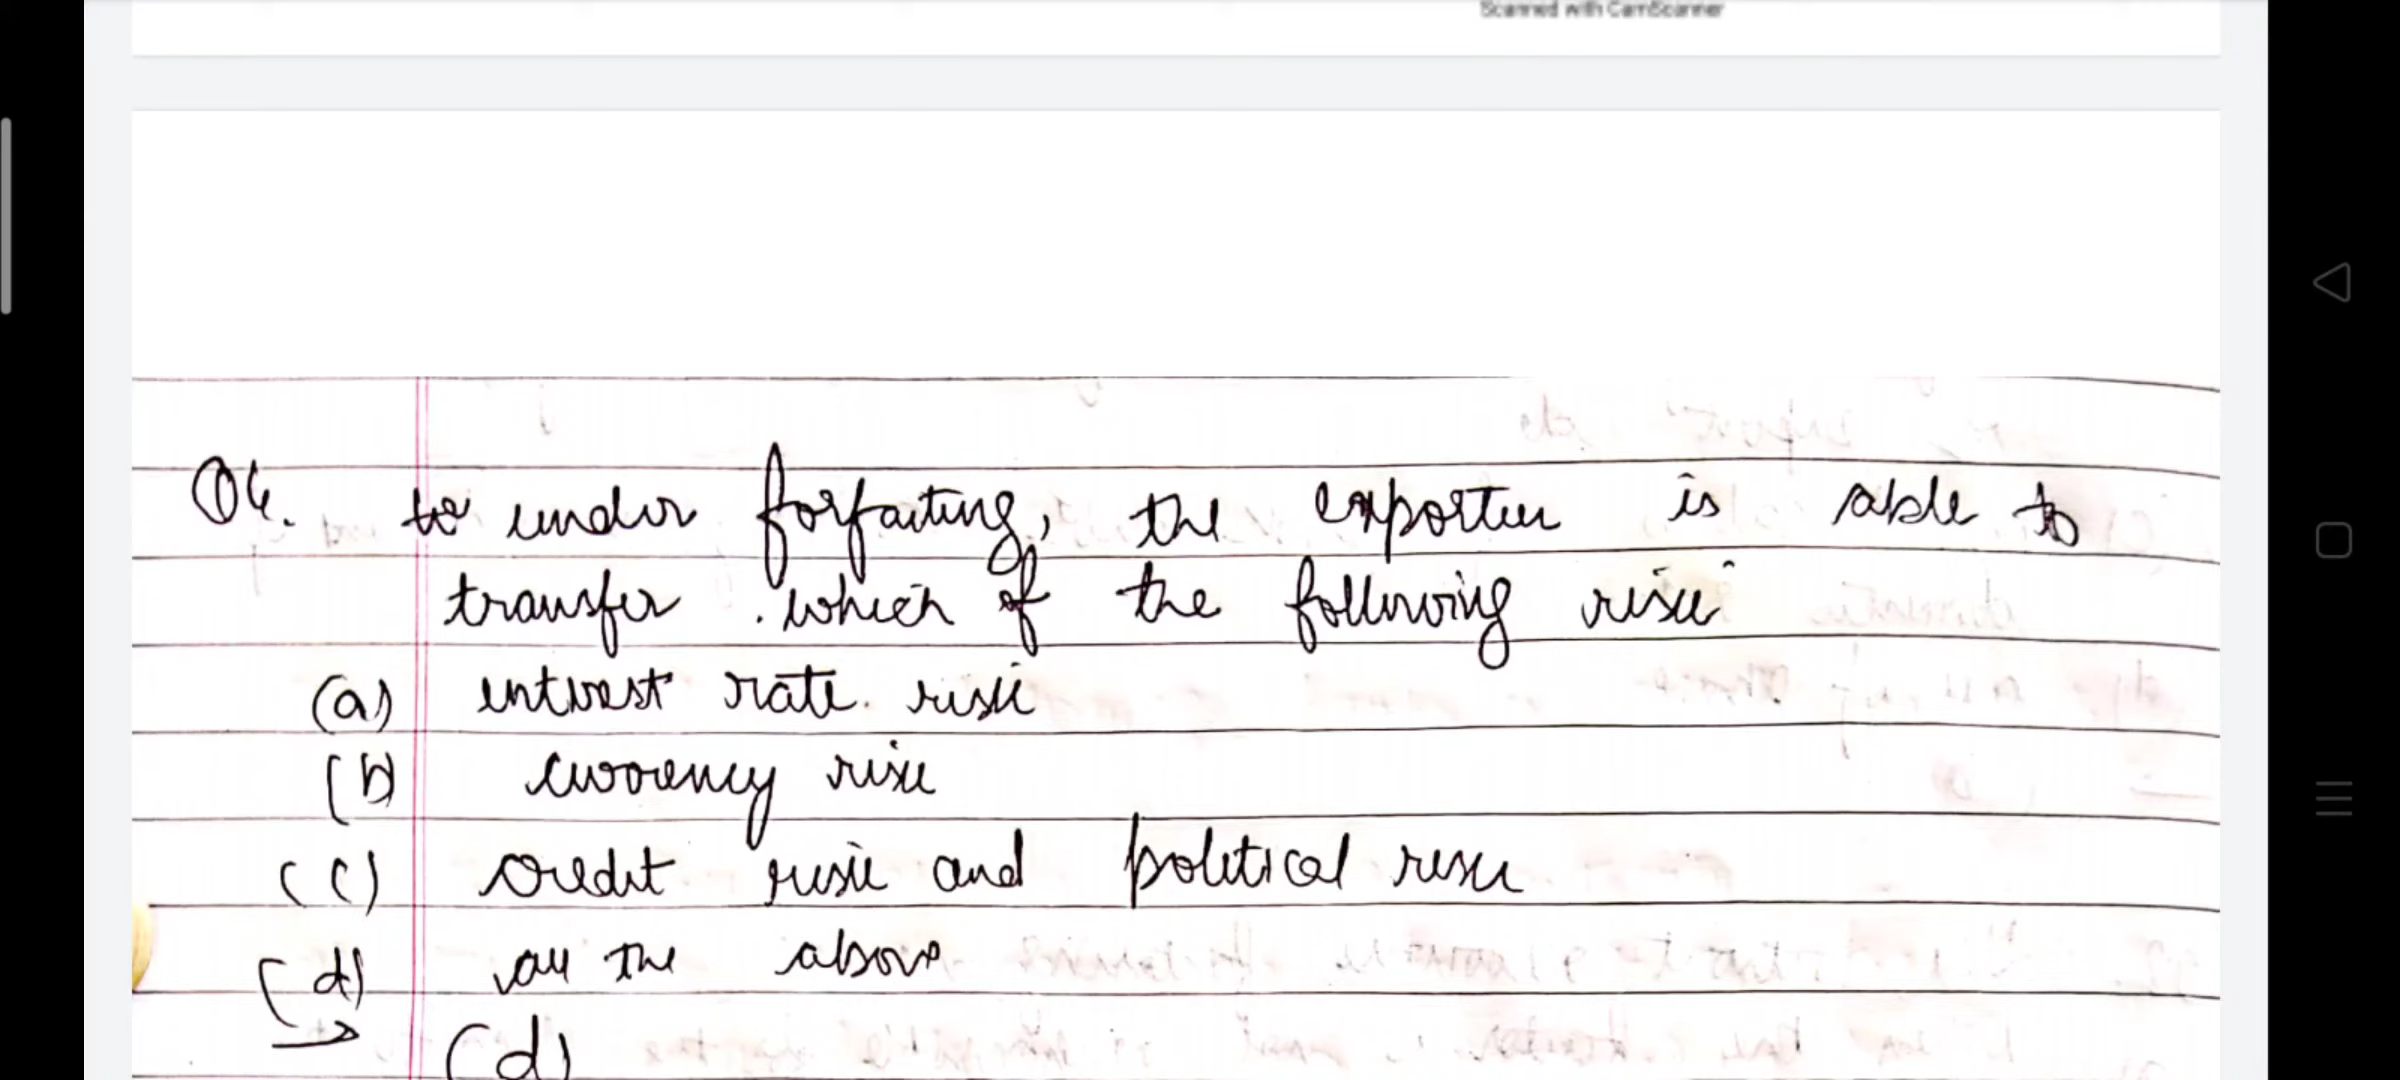 Scanned with CamScanner
Q4. to under forfaiting, the exporter is able to
transfer which of the following risk
(a) interest rate risk
(b) currency risk
(c) credit risk and political risk
(d) all the above
→ (d)